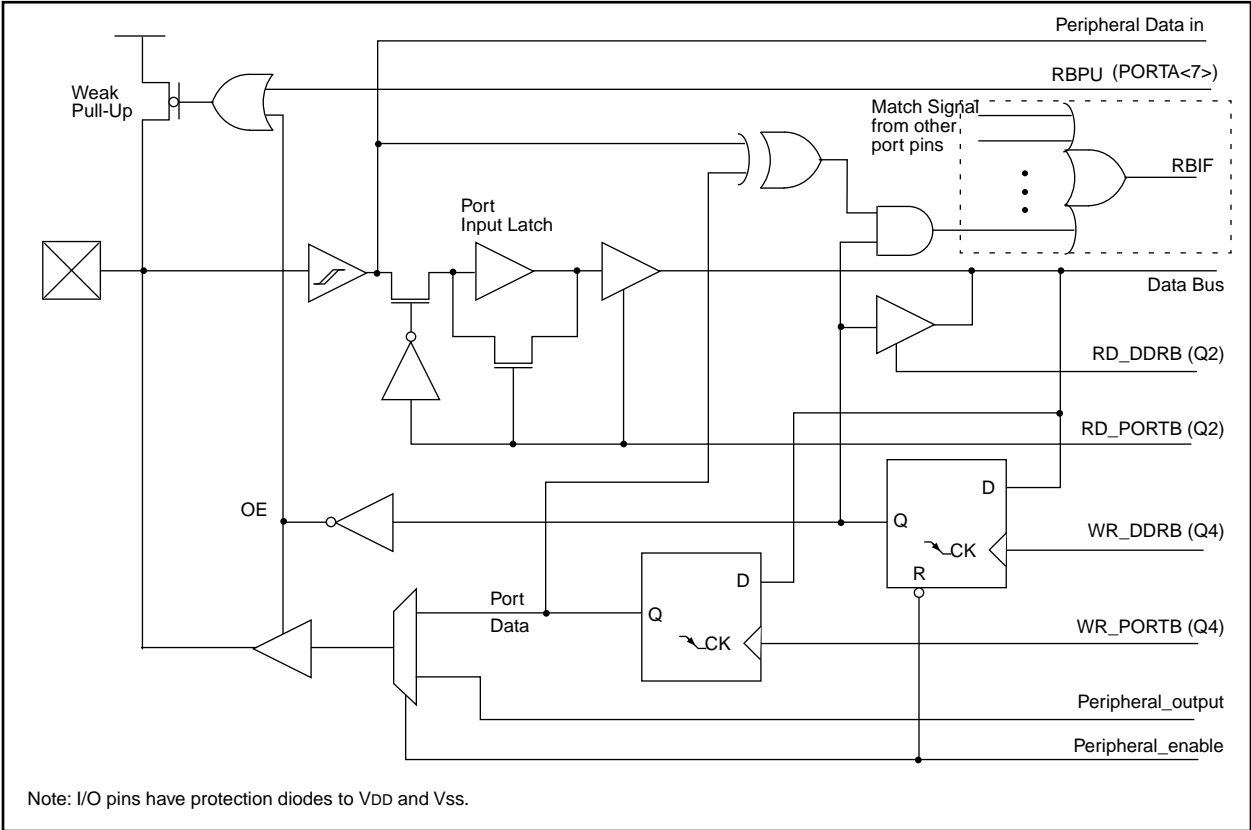 Peripheral Data in
RBPU (PORTA<7>)
Weak
Pull-Up
Match Signal
from other
port pins
RBIF
Port
Input Latch
Data Bus
RD_DDRB (Q2)
RD_PORTB (Q2)
D
OE
Q
WR_DDRB (Q4)
CK
R
D
Port
Data
Q
WR_PORTB (Q4)
CK
Peripheral_output
Peripheral_enable
Note: I/O pins have protection diodes to VDD and Vss.